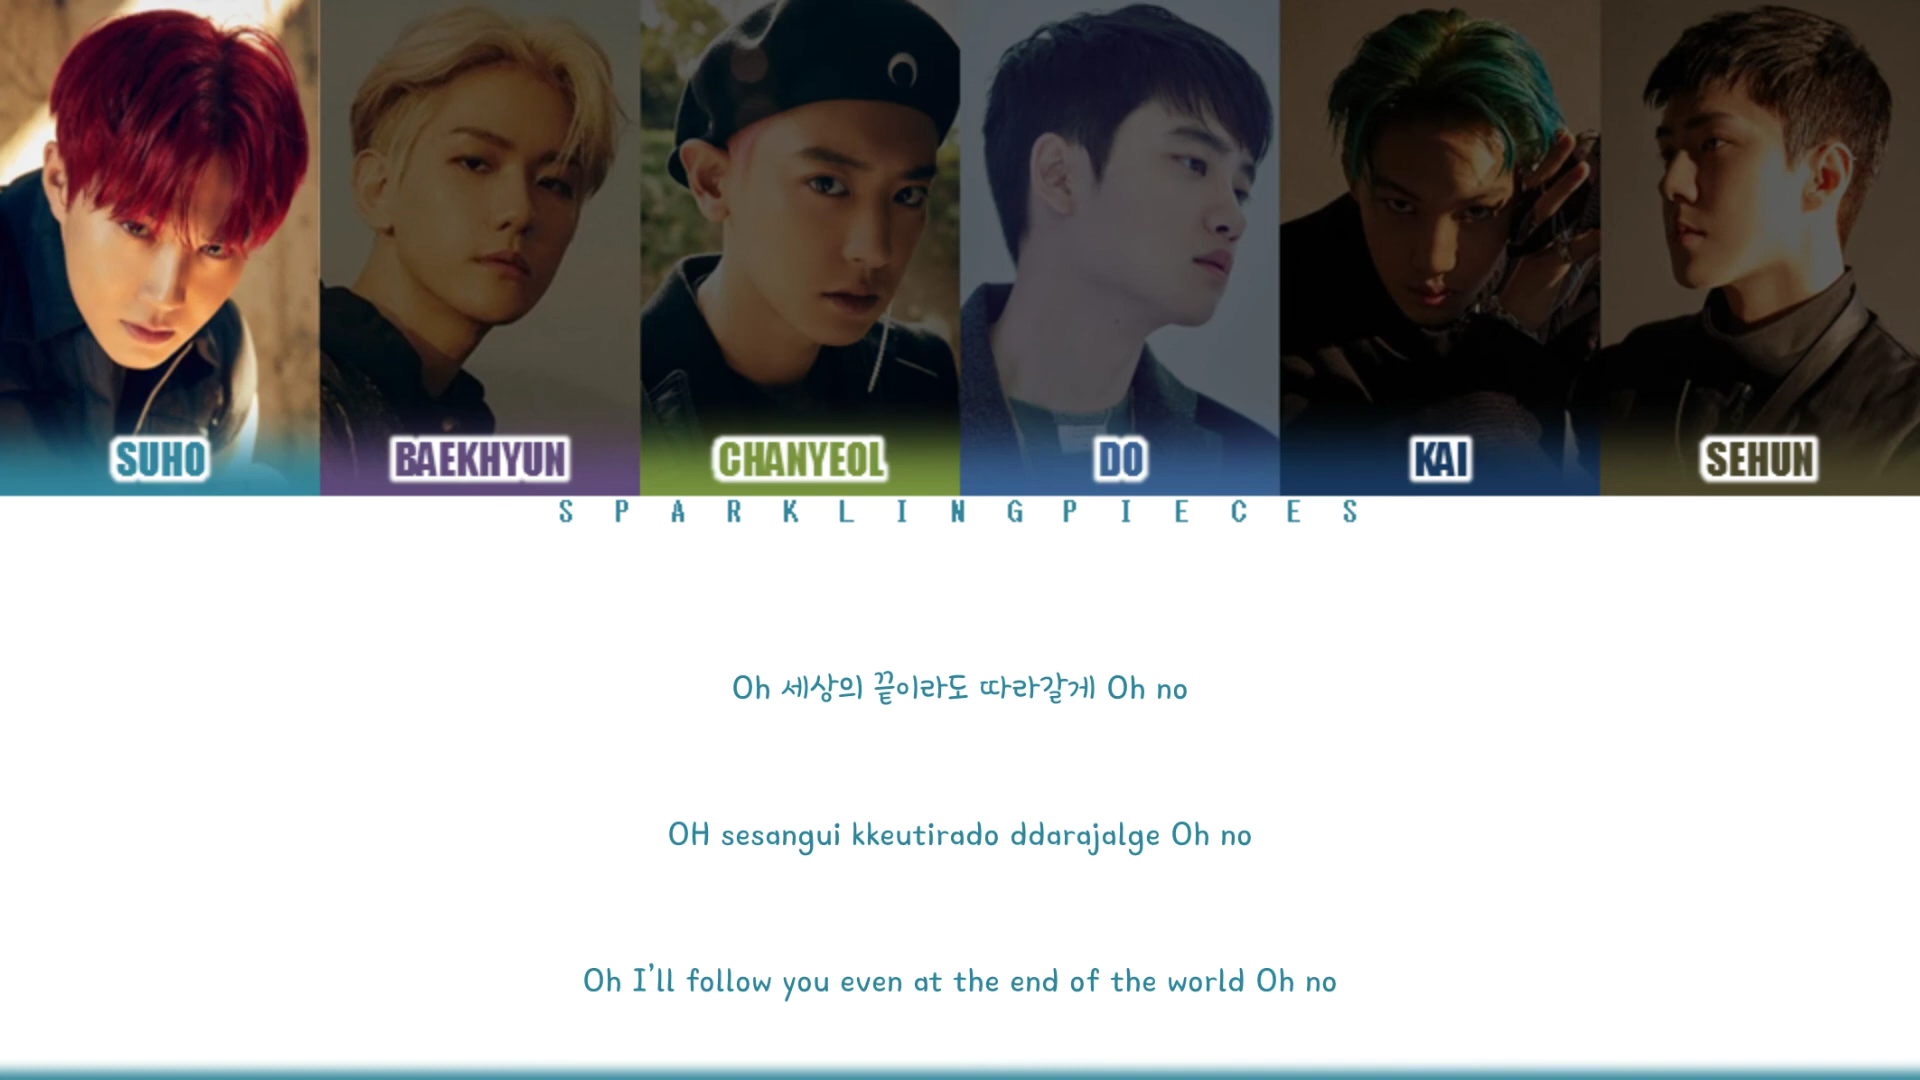 SUHO BAEKHYUN CHANYEOL DO KAI SEHUN
SPARKLINGPIECES
Oh 세상의 끝이라도 따라갈게 Oh no
OH sesangui kkeutirado ddarajalge Oh no
Oh I'll follow you even at the end of the world Oh no